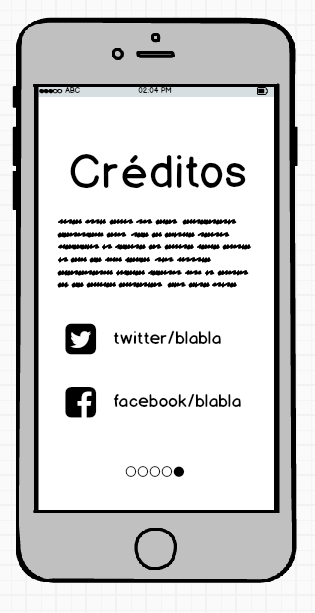 ABC 02:04 PM
Créditos
twitter/blabla
facebook/blabla